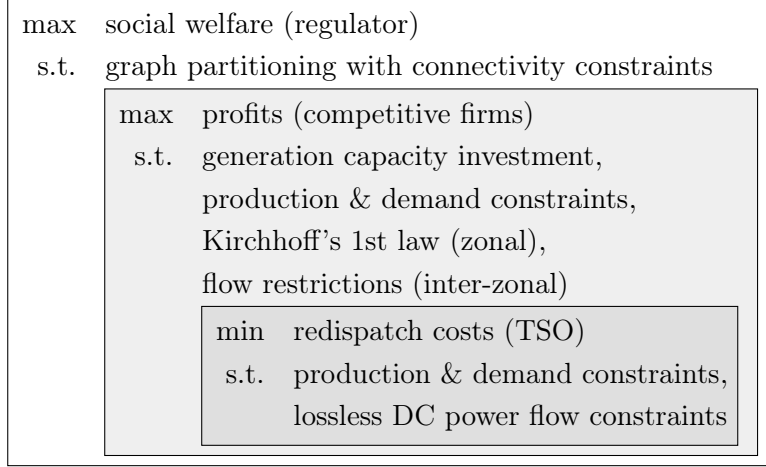 max social welfare (regulator)
s.t. graph partitioning with connectivity constraints
max profits (competitive firms)
s.t. generation capacity investment,
production & demand constraints,
Kirchhoff's 1st law (zonal),
flow restrictions (inter-zonal)
min redispatch costs (TSO)
s.t. production & demand constraints,
lossless DC power flow constraints